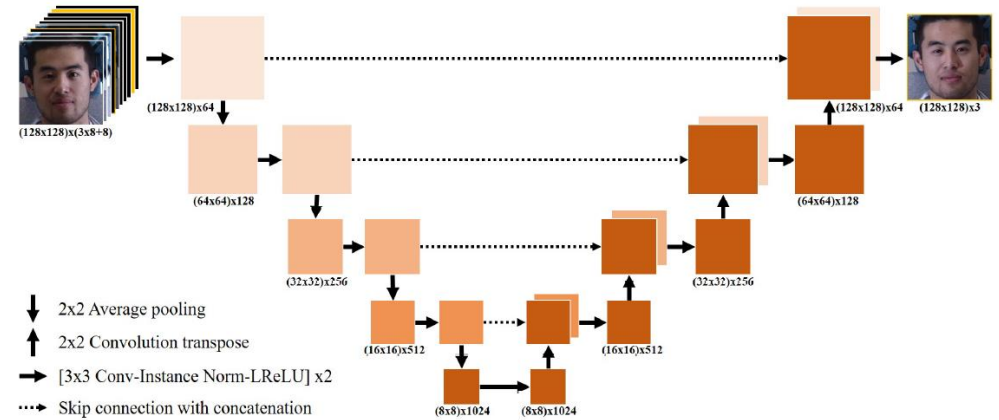 (128x128)x(3x8+8)
(128x128)x64
(128x128)x64
(128x128)x3
(64x64)x128
(64x64)x128
(32x32)x256
(32x32)x256
(16x16)x512
(16x16)x512
(8x8)x1024
(8x8)x1024
2x2 Average pooling
2x2 Convolution transpose
[3x3 Conv-Instance Norm-LReLU] x2
Skip connection with concatenation